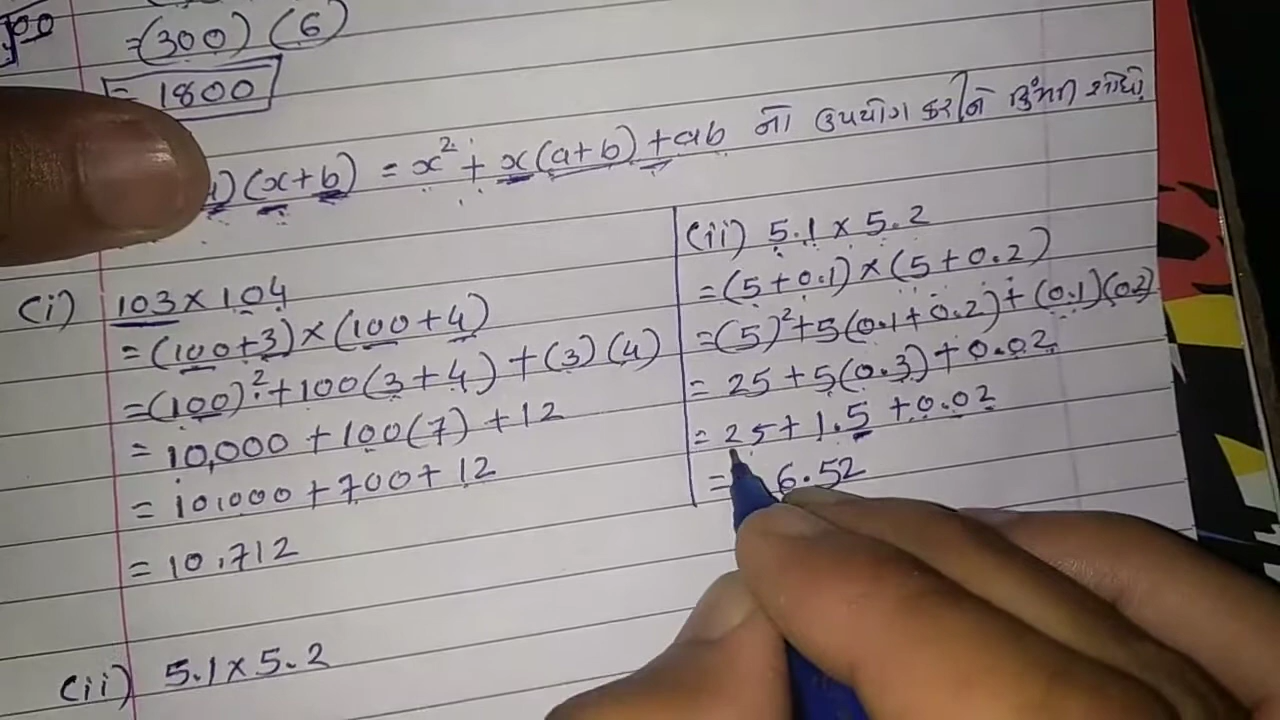 =(300) (6)
= 1800
(x+b) = x² + x(a+b) + ab નો ઉપયોગ કરીને કિંમત શોધો
(i) 103 x 104
= (100+3) x (100+4)
=(100)² + 100(3+4) + (3) (4)
= 10,000 + 100(7) + 12
= 10,000 + 700 + 12
= 10,712
(ii) 5.1 x 5.2
(ii) 5.1 x 5.2
= (5+0.1) x (5+0.2)
= (5)² + 5(0.1+0.2) + (0.1)(0.2)
= 25 + 5(0.3) + 0.02
= 25 + 1.5 + 0.02
= 6.52